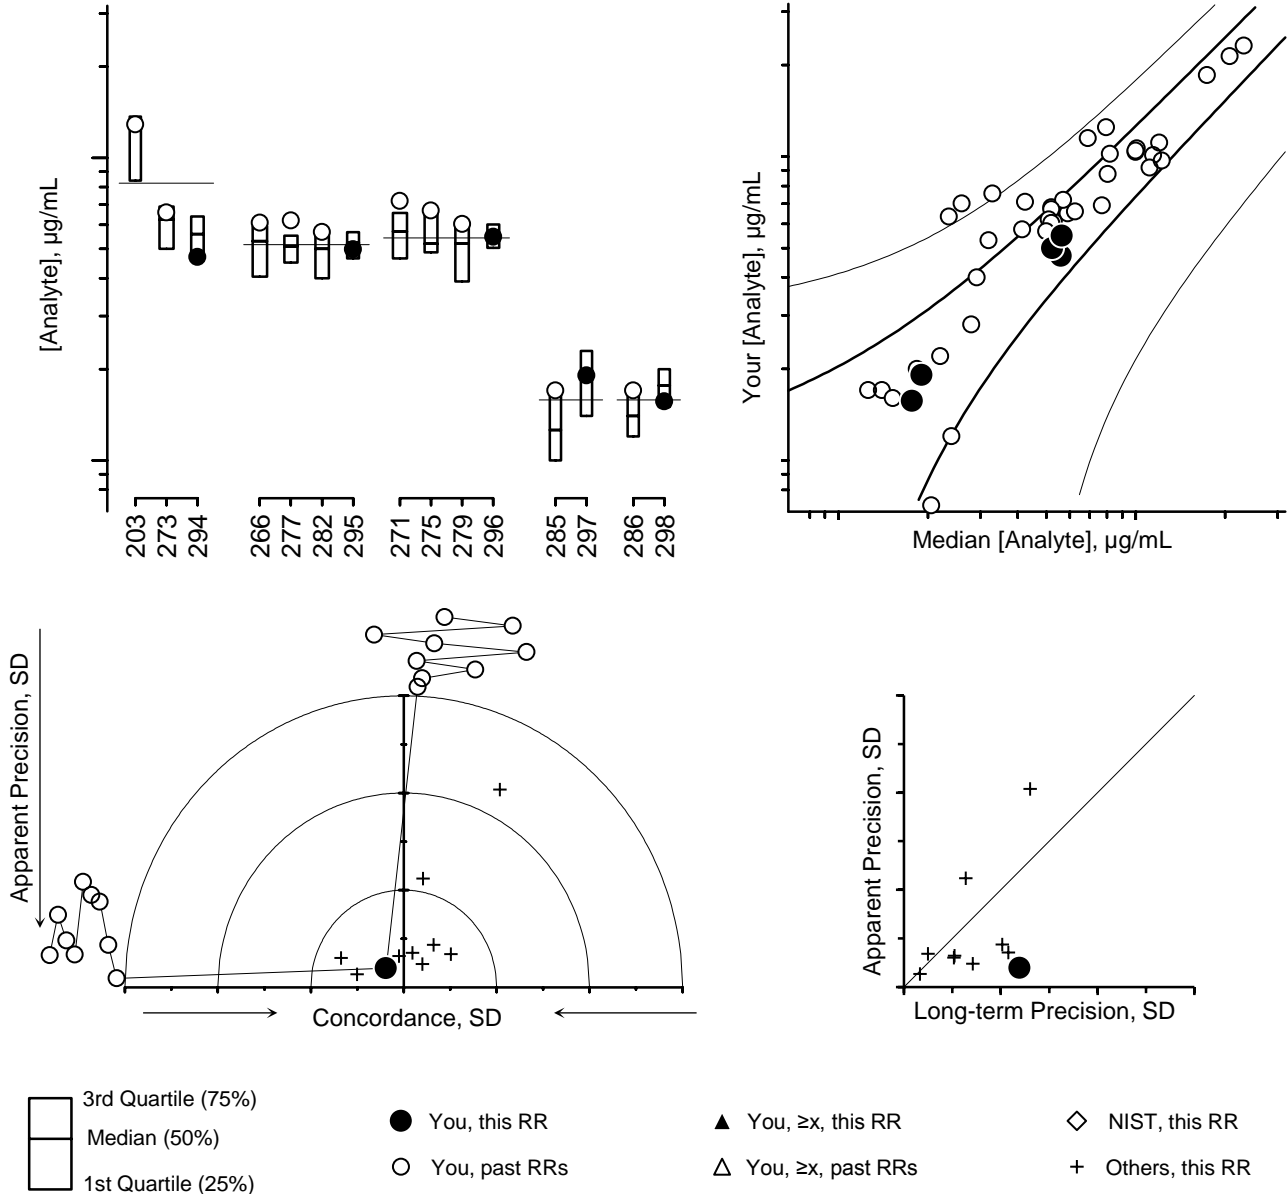 [Analyte], µg/mL
203
273
294
266
277
282
295
271
275
279
296
285
297
286
298
Your [Analyte], µg/mL
Median [Analyte], µg/mL
Apparent Precision, SD
Concordance, SD
Apparent Precision, SD
Long-term Precision, SD
3rd Quartile (75%)
Median (50%)
1st Quartile (25%)
You, this RR
You, past RRs
You, ≥x, this RR
You, ≥x, past RRs
NIST, this RR
Others, this RR